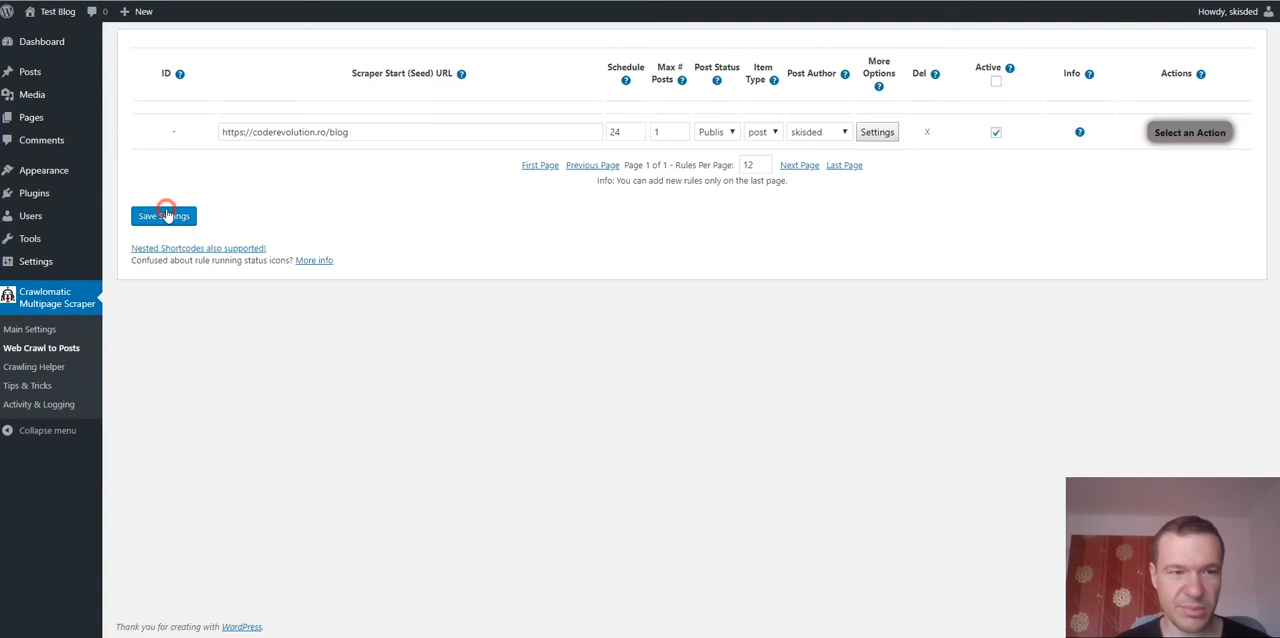 Test Blog 0 New Howdy, skisded
Dashboard
Posts
Media
Pages
Comments
Appearance
Plugins
Users
Tools
Settings
Crawlomatic
Multipage Scraper
Main Settings
Web Crawl to Posts
Crawling Helper
Tips & Tricks
Activity & Logging
Collapse menu
ID ? Scraper Start (Seed) URL ? Schedule ? Max # Posts ? Post Status ? Item Type ? Post Author ? More Options ? Del ? Active ? Info ? Actions ?
- https://coderevolution.ro/blog 24 1 Publis post skisded Settings X ? Select an Action
First Page Previous Page Page 1 of 1 - Rules Per Page: 12 Next Page Last Page
Info: You can add new rules only on the last page.
Save Settings
Nested Shortcodes also supported!
Confused about rule running status icons? More info
Thank you for creating with WordPress.